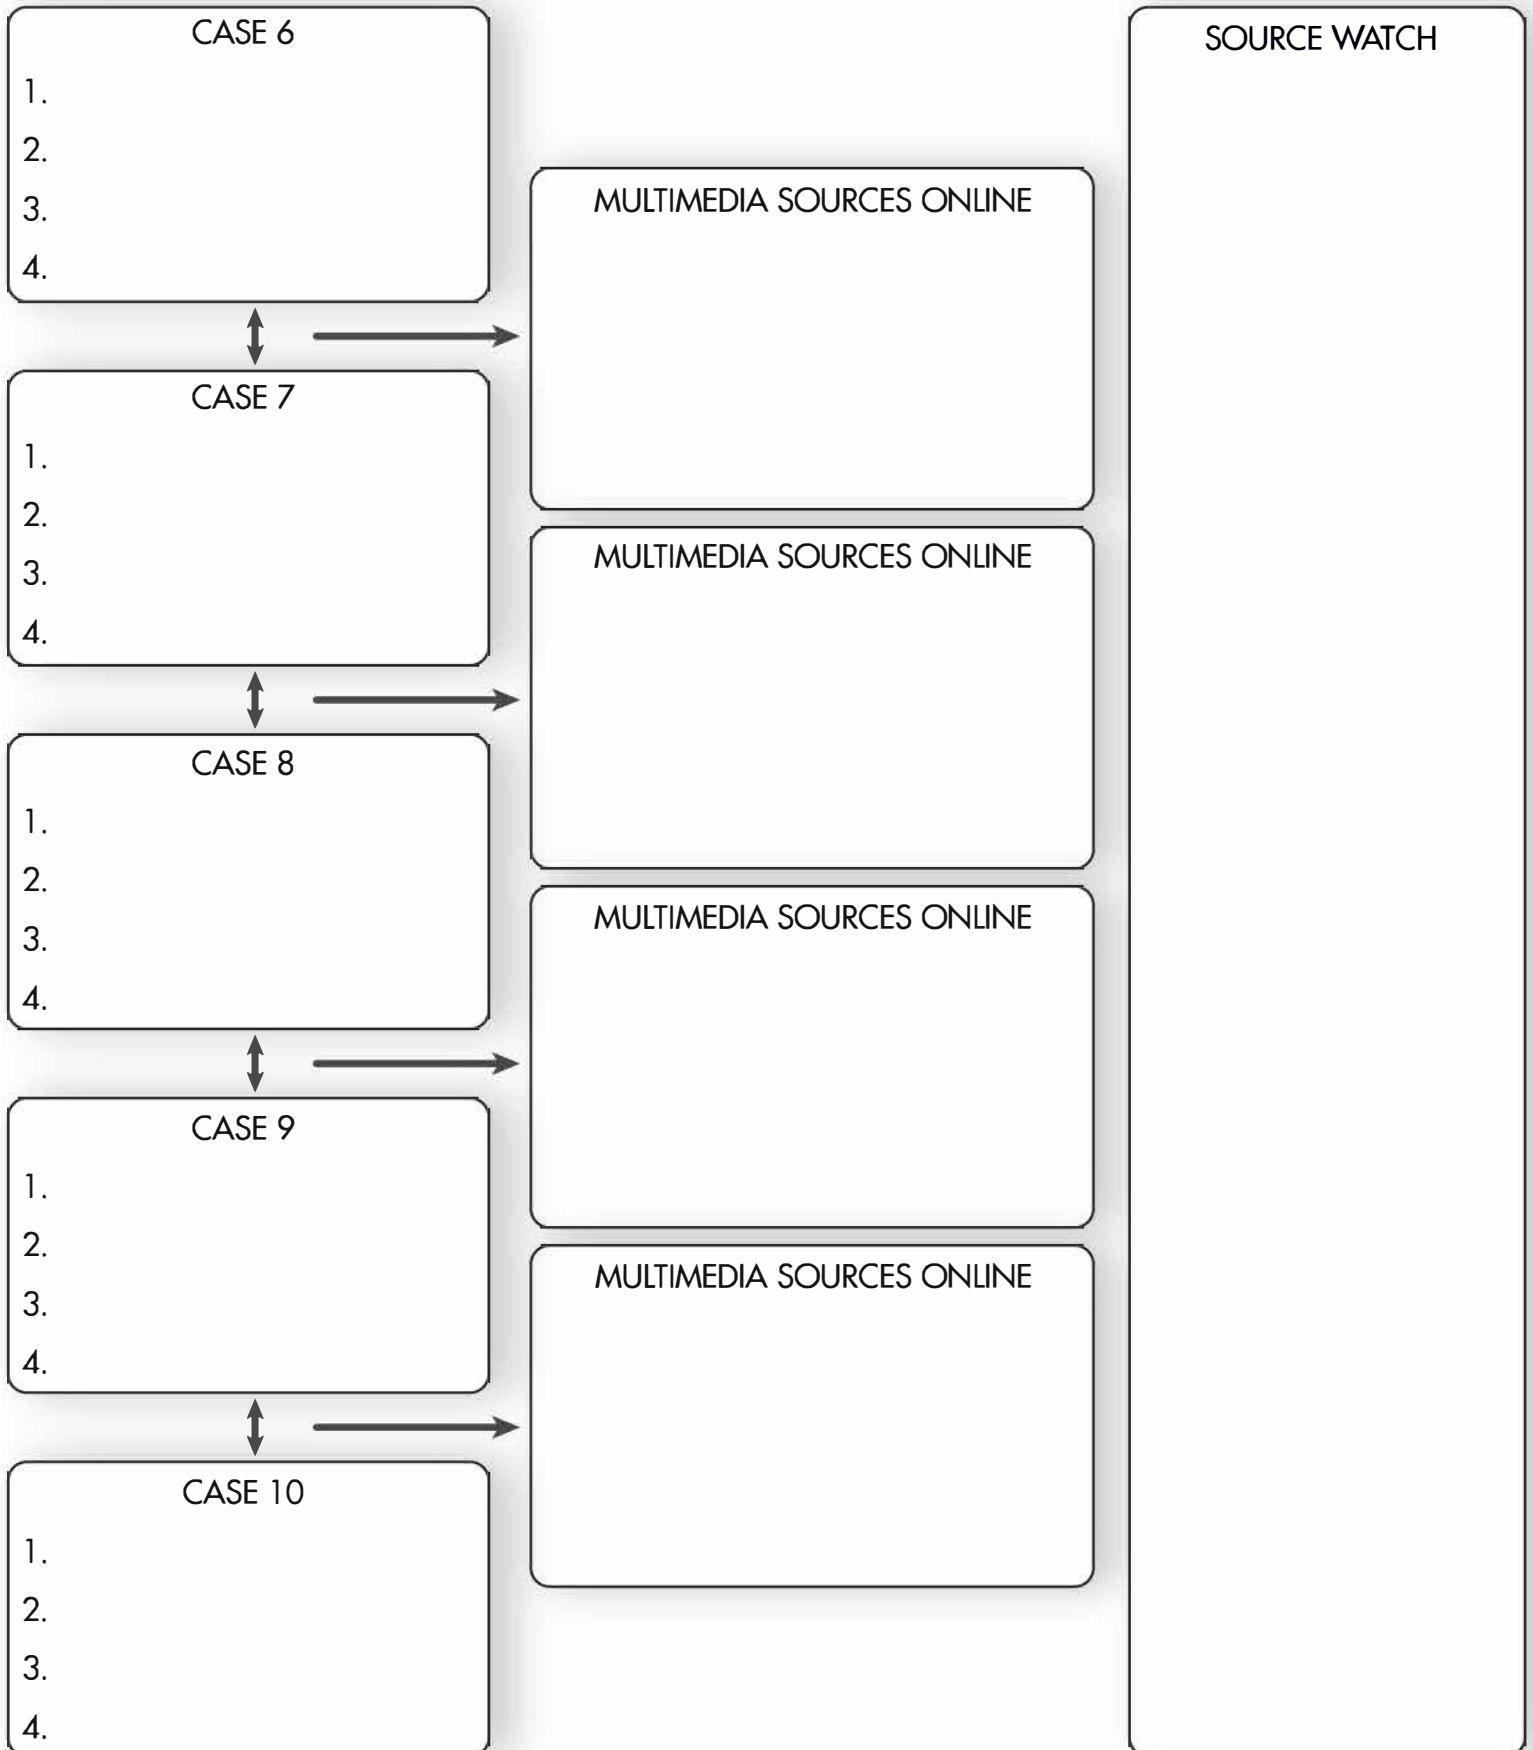 CASE 6
1.
2.
3.
4.
CASE 7
1.
2.
3.
4.
CASE 8
1.
2.
3.
4.
CASE 9
1.
2.
3.
4.
CASE 10
1.
2.
3.
4.
MULTIMEDIA SOURCES ONLINE
MULTIMEDIA SOURCES ONLINE
MULTIMEDIA SOURCES ONLINE
MULTIMEDIA SOURCES ONLINE
SOURCE WATCH